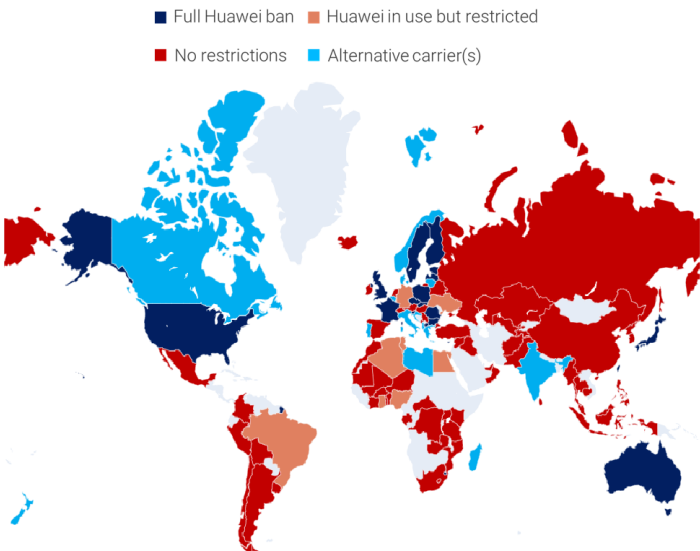 Full Huawei ban Huawei in use but restricted
No restrictions Alternative carrier(s)